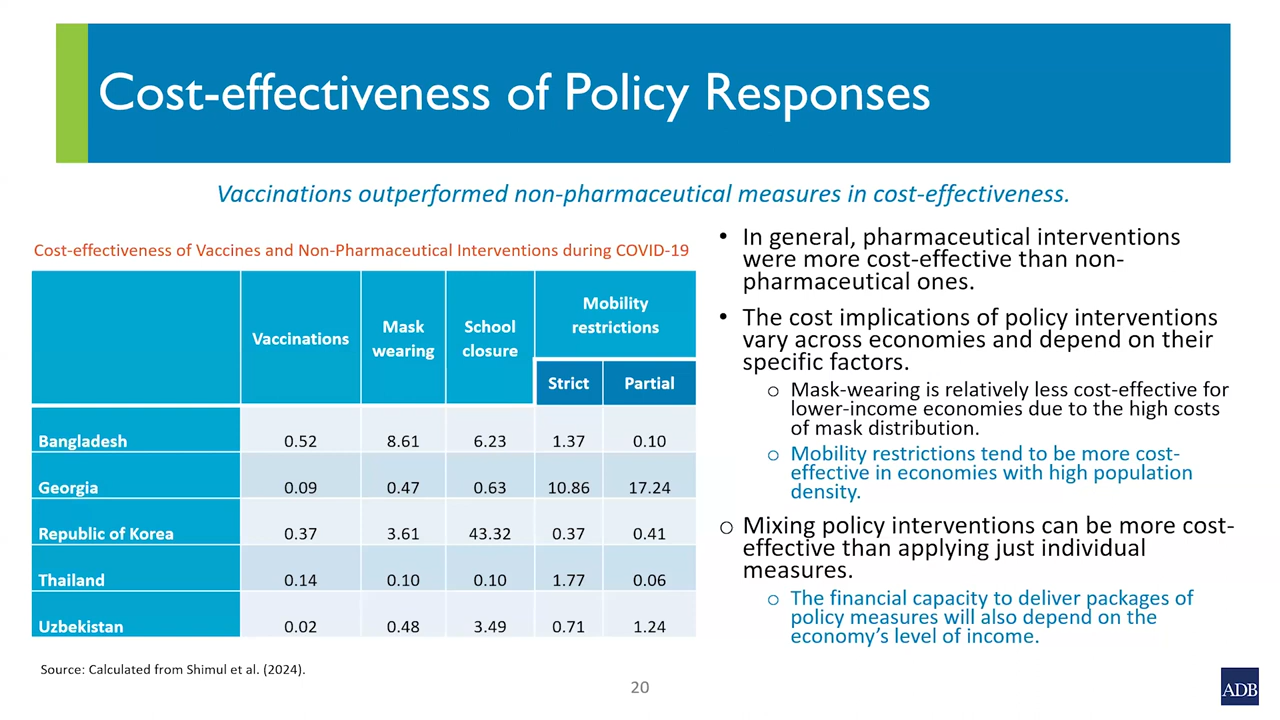 Cost-effectiveness of Policy Responses
Vaccinations outperformed non-pharmaceutical measures in cost-effectiveness.
Cost-effectiveness of Vaccines and Non-Pharmaceutical Interventions during COVID-19
Vaccinations
Mask
wearing
School
closure
Mobility
restrictions
Strict Partial
Bangladesh 0.52 8.61 6.23 1.37 0.10
Georgia 0.09 0.47 0.63 10.86 17.24
Republic of Korea 0.37 3.61 43.32 0.37 0.41
Thailand 0.14 0.10 0.10 1.77 0.06
Uzbekistan 0.02 0.48 3.49 0.71 1.24
Source: Calculated from Shimul et al. (2024).
• In general, pharmaceutical interventions
were more cost-effective than non-
pharmaceutical ones.
• The cost implications of policy interventions
vary across economies and depend on their
specific factors.
o Mask-wearing is relatively less cost-effective for
lower-income economies due to the high costs
of mask distribution.
o Mobility restrictions tend to be more cost-
effective in economies with high population
density.
o Mixing policy interventions can be more cost-
effective than applying just individual
measures.
o The financial capacity to deliver packages of
policy measures will also depend on the
economy's level of income.
20
ADB